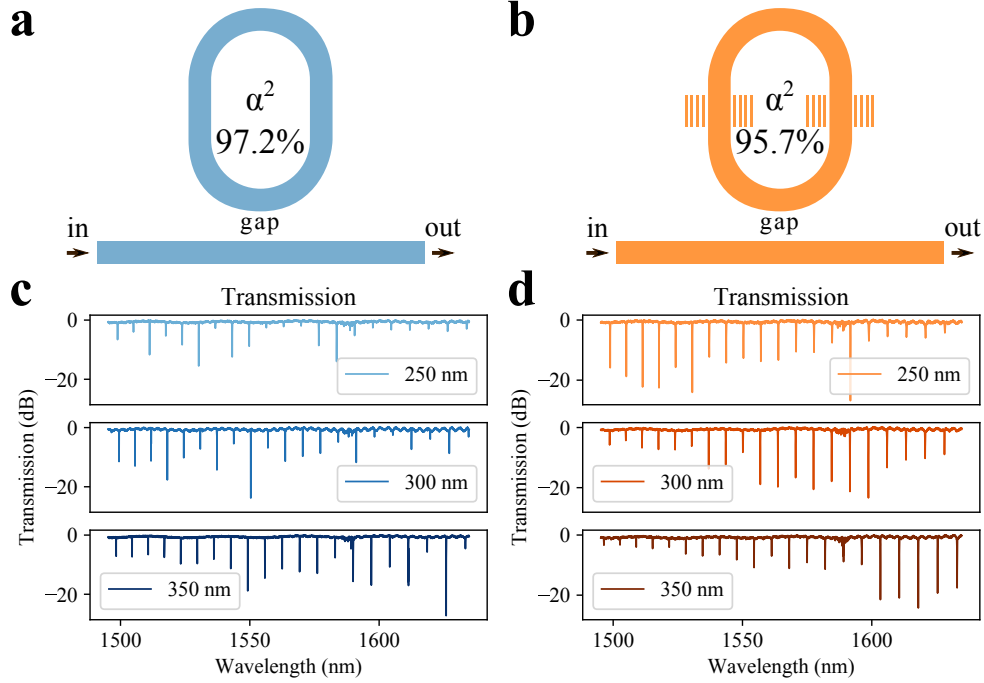 a
α²
97.2%
gap
in
out
b
α²
95.7%
gap
in
out
c
Transmission
0
−20
250 nm
0
−20
300 nm
0
−20
350 nm
1500
1550
1600
Wavelength (nm)
Transmission (dB)
d
Transmission
0
−20
250 nm
0
−20
300 nm
0
−20
350 nm
1500
1550
1600
Wavelength (nm)
Transmission (dB)